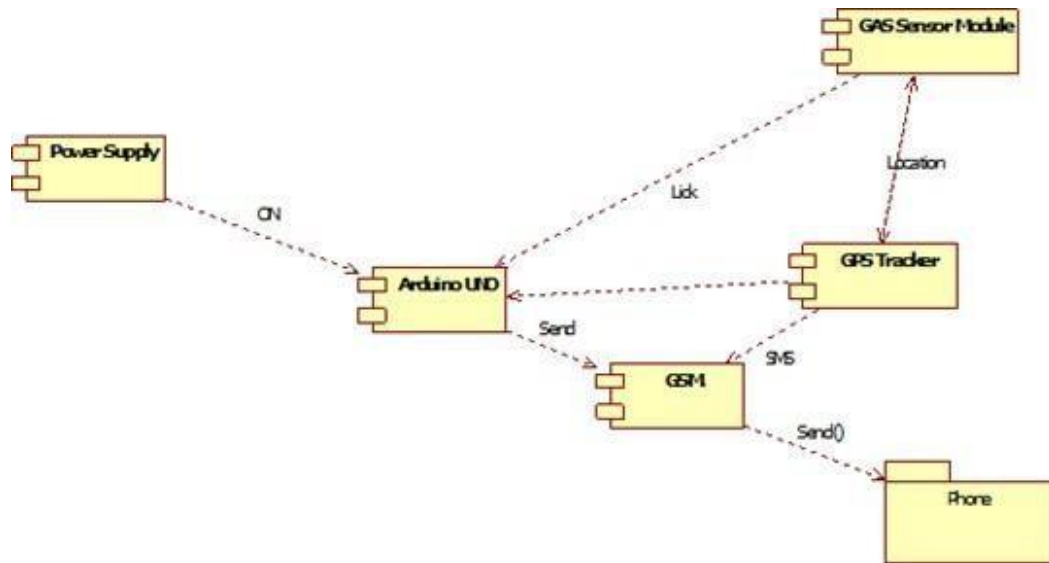 GAS Sensor Module
Power Supply
Location
Lick
ON
GPS Tracker
Arduino UNO
Send
SMS
GSM
Send()
Phone